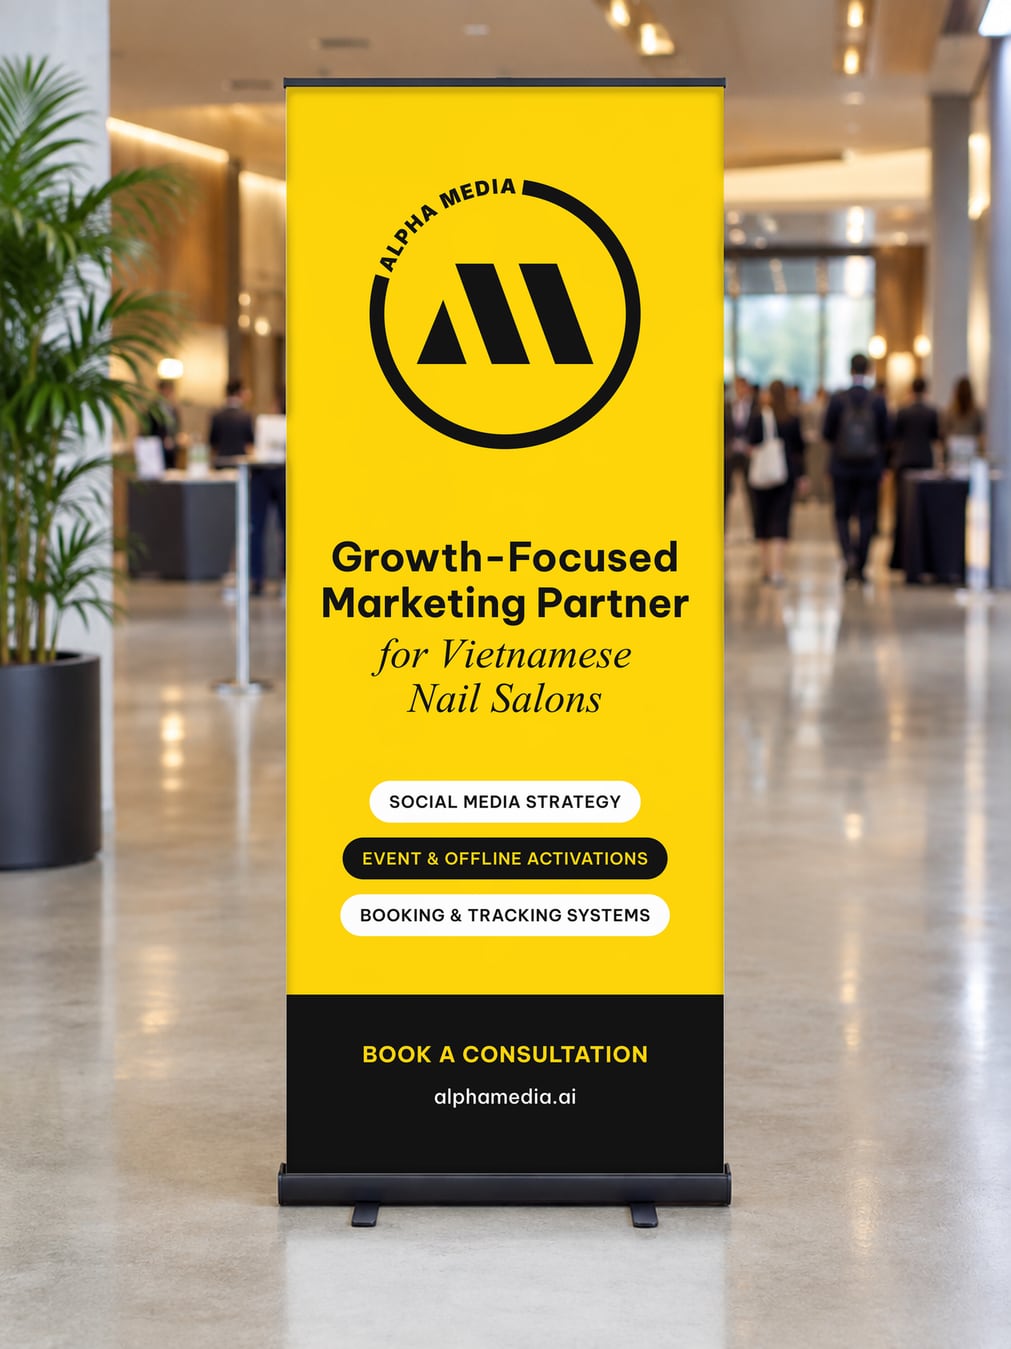 ALPHA MEDIA
Growth-Focused
Marketing Partner
for Vietnamese
Nail Salons
SOCIAL MEDIA STRATEGY
EVENT & OFFLINE ACTIVATIONS
BOOKING & TRACKING SYSTEMS
BOOK A CONSULTATION
alphamedia.ai